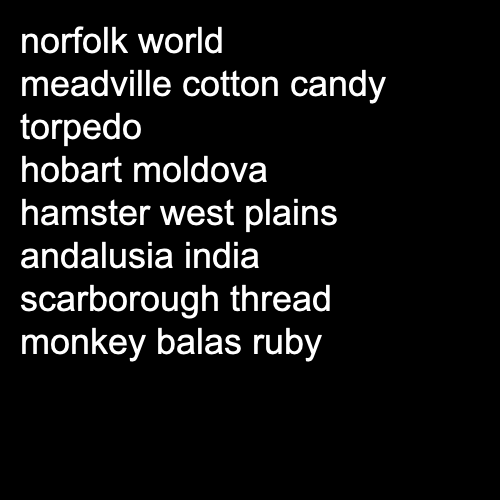 norfolk world
meadville cotton candy
torpedo
hobart moldova
hamster west plains
andalusia india
scarborough thread
monkey balas ruby